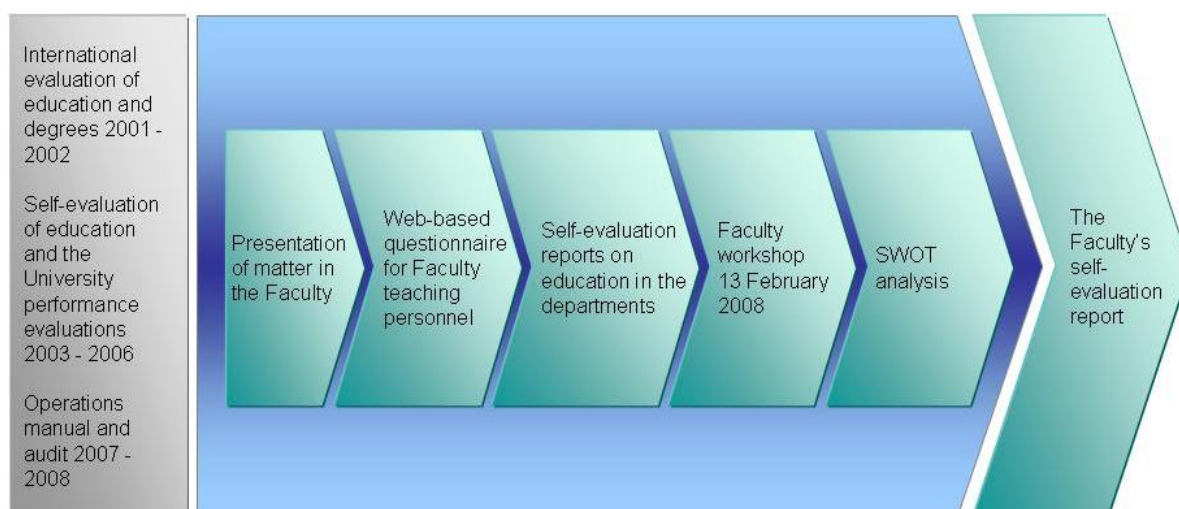 International
evaluation of
education and
degrees 2001 -
2002
Self-evaluation
of education
and the
University
performance
evaluations
2003 - 2006
Operations
manual and
audit 2007 -
2008
Presentation
of matter in
the Faculty
Web-based
questionnaire
for Faculty
teaching
personnel
Self-evaluation
reports on
education in the
departments
Faculty
workshop
13 February
2008
SWOT
analysis
The
Faculty's
self-
evaluation
report